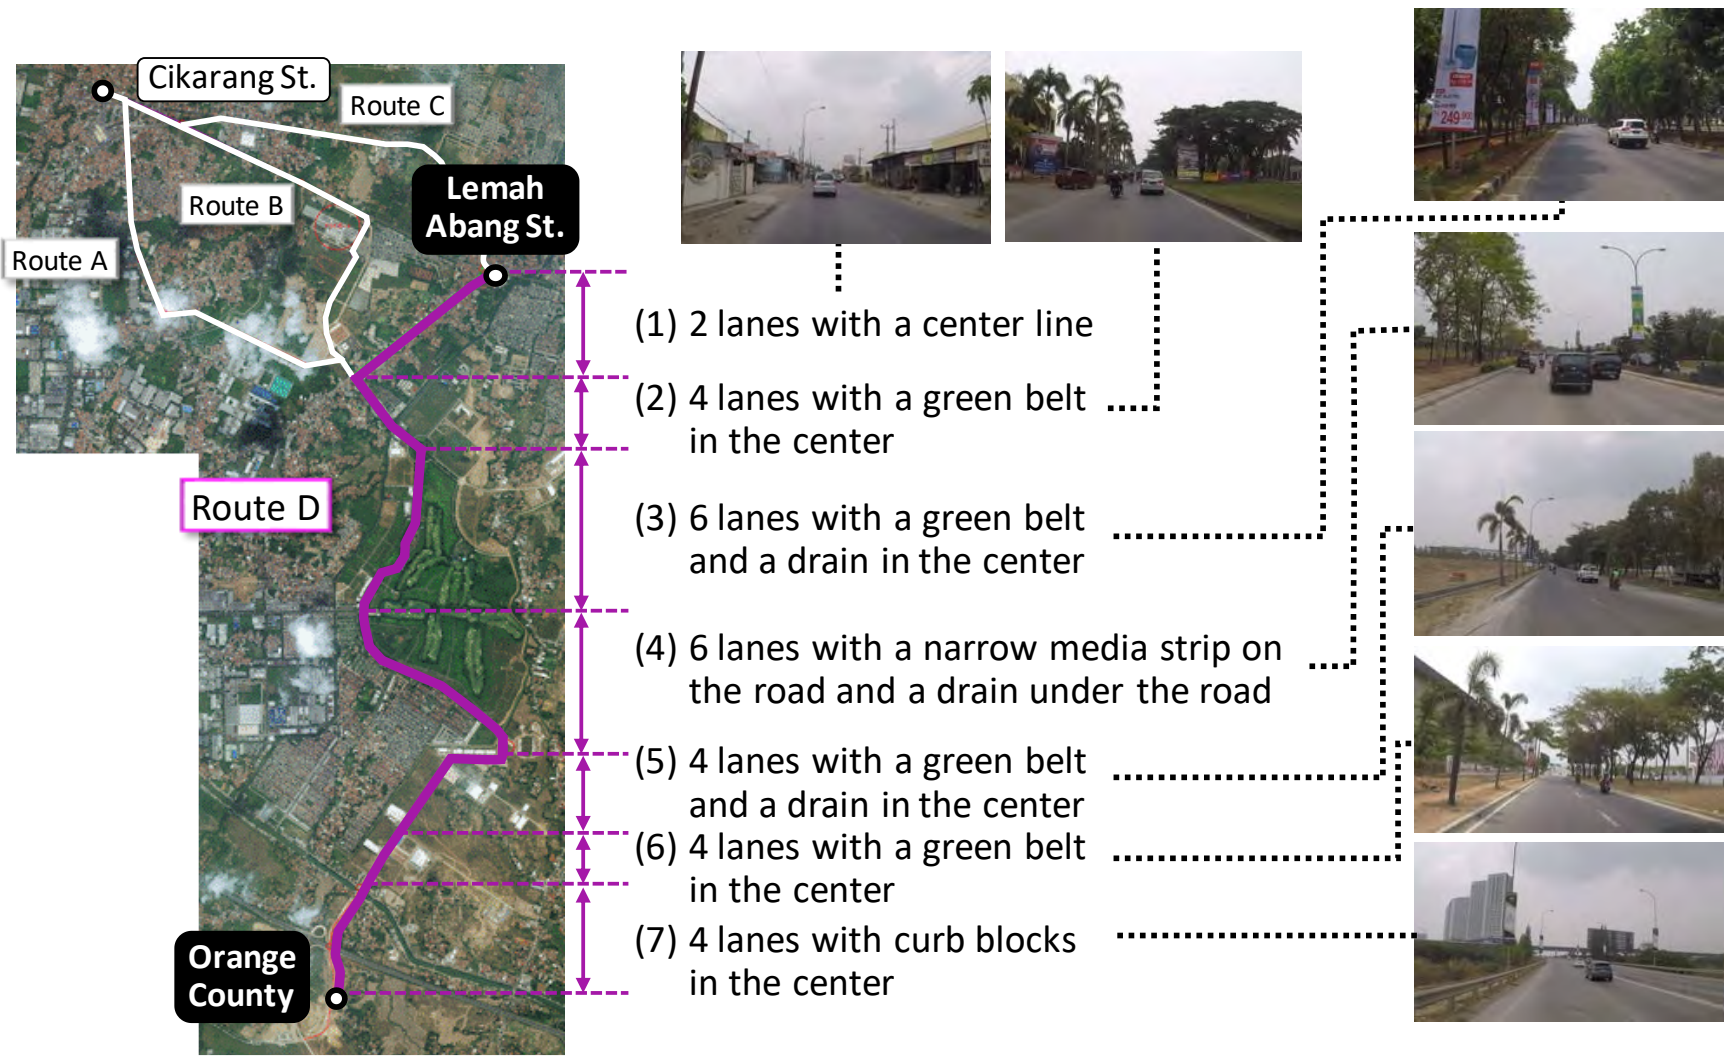 Cikarang St.
Route C
Route B
Lemah
Abang St.
Route A
Route D
Orange
County
(1) 2 lanes with a center line
(2) 4 lanes with a green belt
in the center
(3) 6 lanes with a green belt
and a drain in the center
(4) 6 lanes with a narrow media strip on
the road and a drain under the road
(5) 4 lanes with a green belt
and a drain in the center
(6) 4 lanes with a green belt
in the center
(7) 4 lanes with curb blocks
in the center
249.900